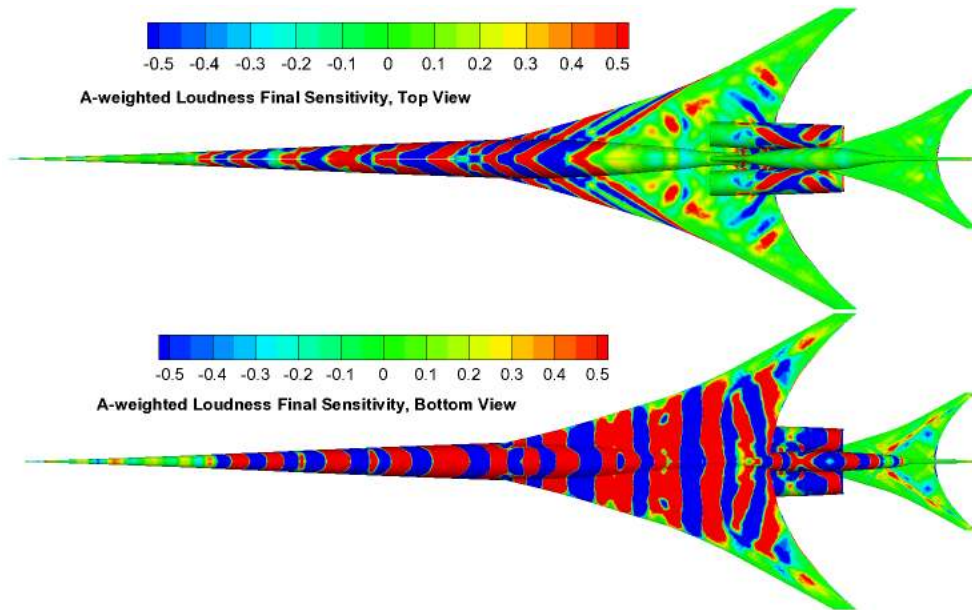 -0.5 -0.4 -0.3 -0.2 -0.1 0 0.1 0.2 0.3 0.4 0.5
A-weighted Loudness Final Sensitivity, Top View
-0.5 -0.4 -0.3 -0.2 -0.1 0 0.1 0.2 0.3 0.4 0.5
A-weighted Loudness Final Sensitivity, Bottom View